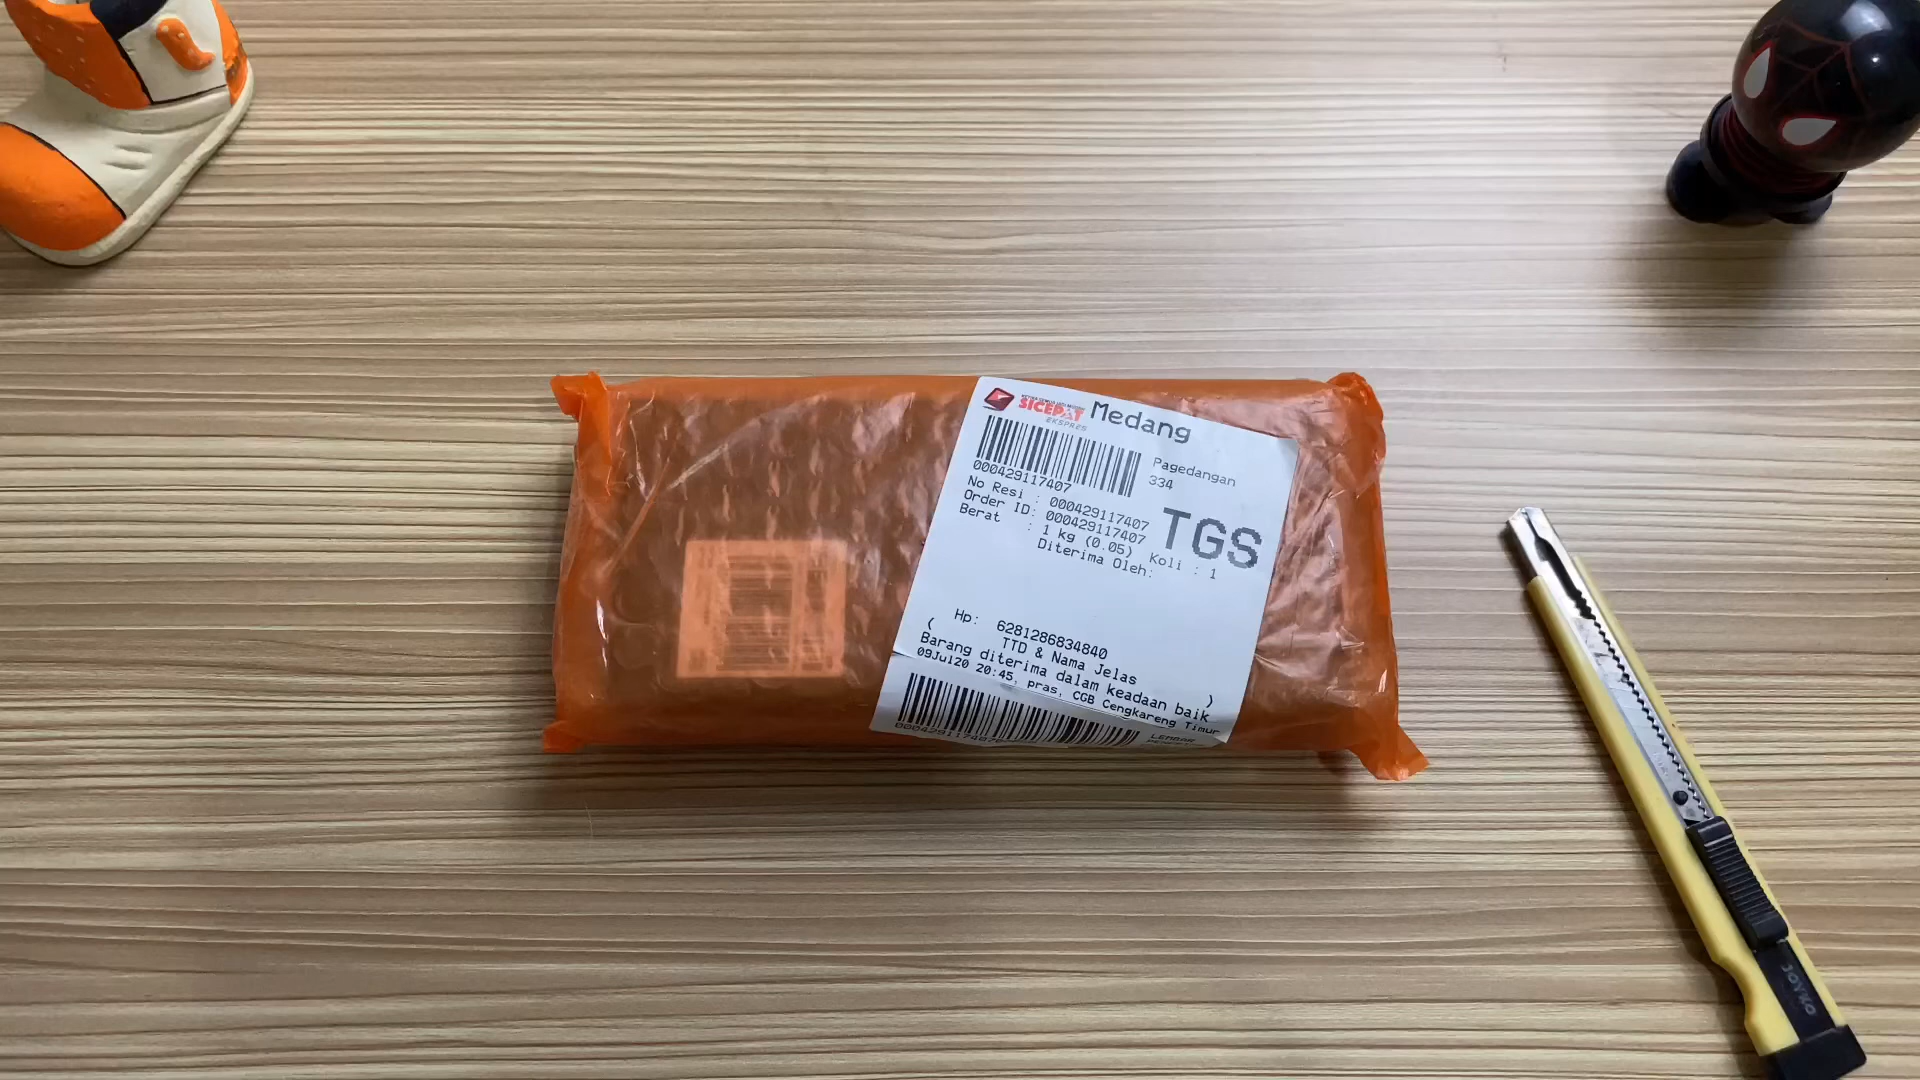 SICEPAT
EKSPRES
Medang
000429117407
Pagedangan
334
No Resi : 000429117407
Order ID: 000429117407
Berat : 1 kg (0.05) Koli : 1
TGS
Diterima Oleh:
Hp: 6281286834840
( TTD & Nama Jelas )
Barang diterima dalam keadaan baik
09Jul20 20:45, pras, CGB Cengkareng Timur
000429117407
LEMBAR
JOYKO